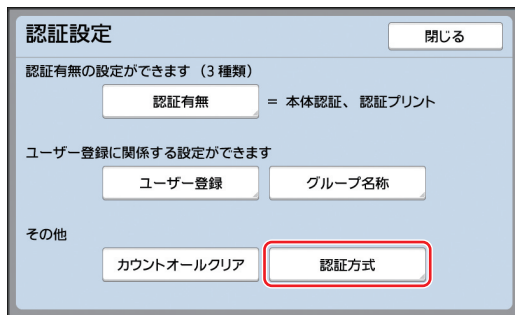 認証設定 閉じる
認証有無の設定ができます（3種類）
認証有無 = 本体認証、認証プリント
ユーザー登録に関係する設定ができます
ユーザー登録 グループ名称
その他
カウントオールクリア 認証方式